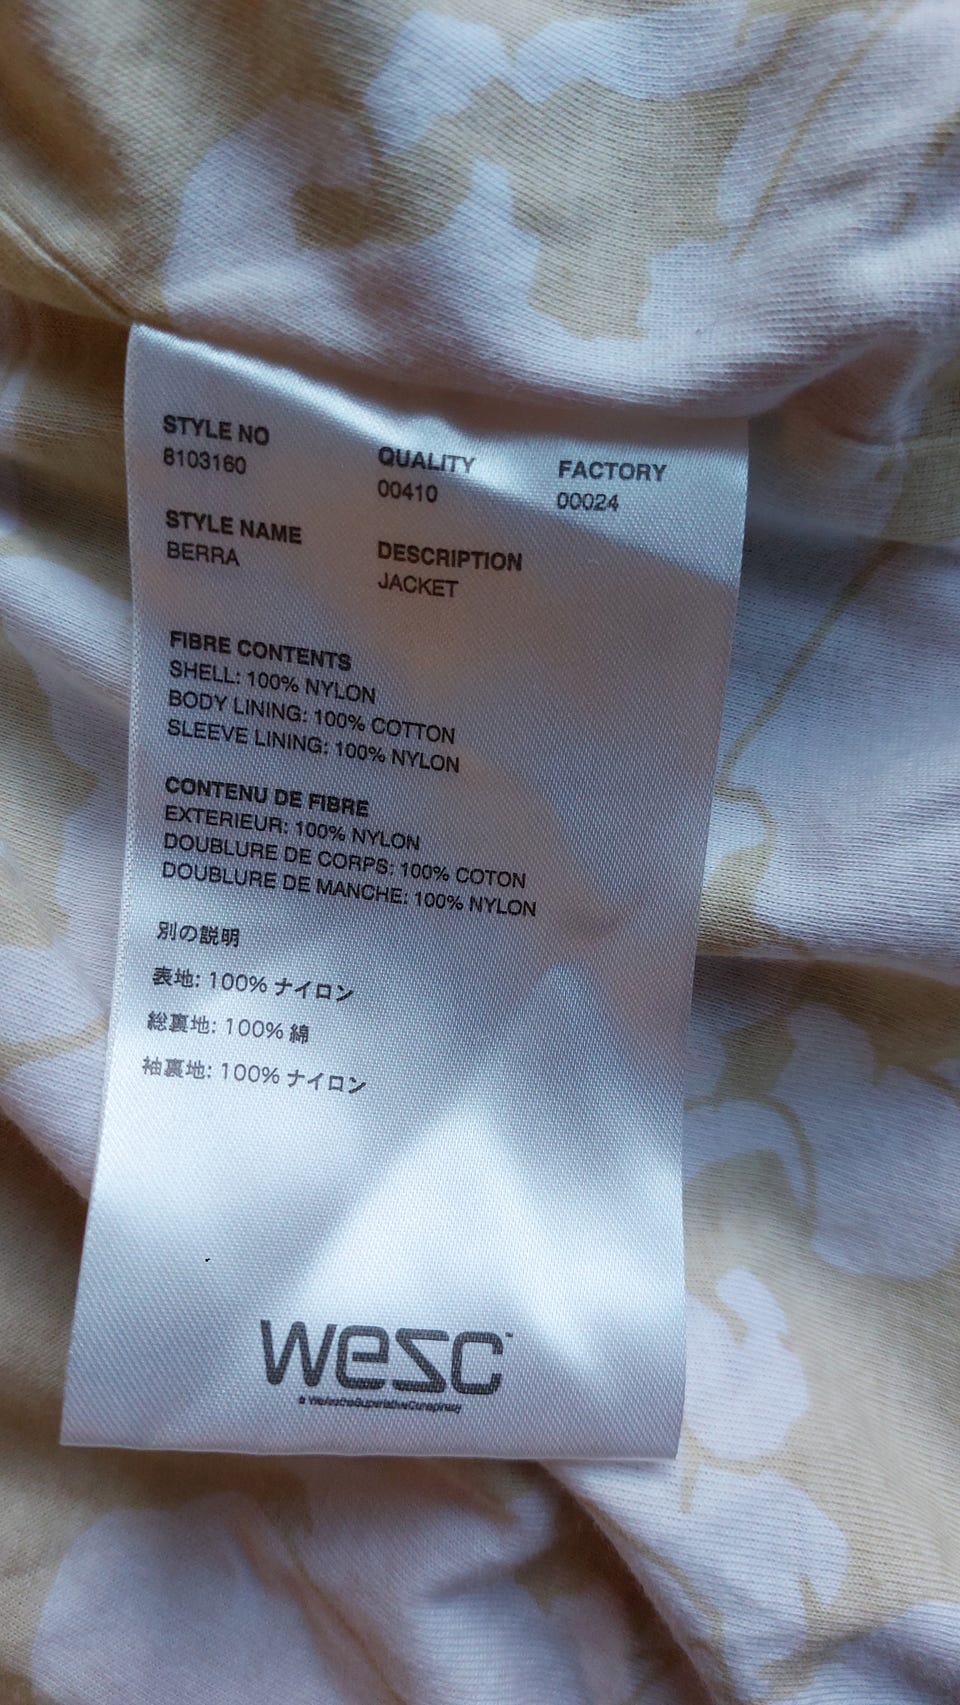 STYLE NO
8103160
QUALITY
00410
FACTORY
00024
STYLE NAME
BERRA
DESCRIPTION
JACKET
FIBRE CONTENTS
SHELL: 100% NYLON
BODY LINING: 100% COTTON
SLEEVE LINING: 100% NYLON
CONTENU DE FIBRE
EXTERIEUR: 100% NYLON
DOUBLURE DE CORPS: 100% COTON
DOUBLURE DE MANCHE: 100% NYLON
別の説明
表地: 100% ナイロン
総裏地: 100% 綿
袖裏地: 100% ナイロン
wesc™
a WeAretheSuperlativeConspiracy